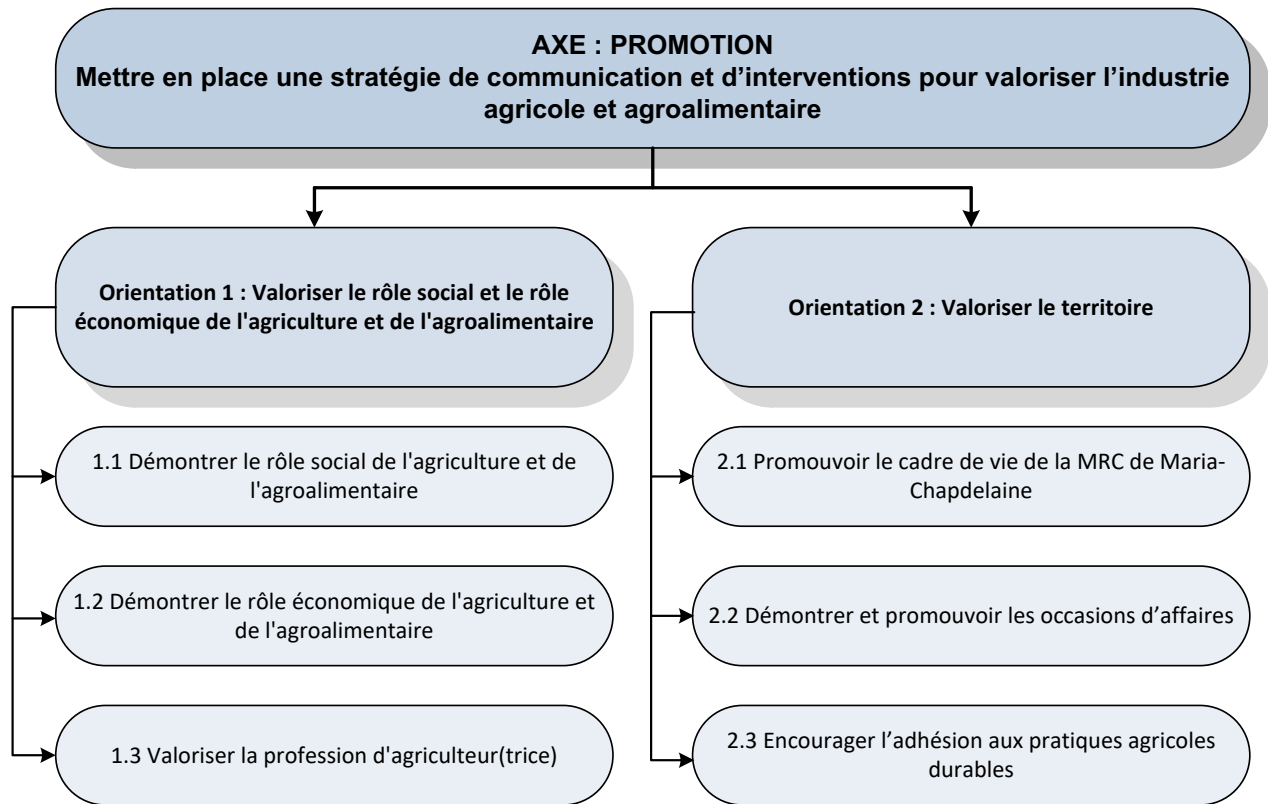 AXE : PROMOTION
Mettre en place une stratégie de communication et d’interventions pour valoriser l’industrie
agricole et agroalimentaire
Orientation 1 : Valoriser le rôle social et le rôle
économique de l'agriculture et de l'agroalimentaire
1.1 Démontrer le rôle social de l'agriculture et de
l'agroalimentaire
1.2 Démontrer le rôle économique de l'agriculture et
de l'agroalimentaire
1.3 Valoriser la profession d'agriculteur(trice)
Orientation 2 : Valoriser le territoire
2.1 Promouvoir le cadre de vie de la MRC de Maria-
Chapdelaine
2.2 Démontrer et promouvoir les occasions d’affaires
2.3 Encourager l’adhésion aux pratiques agricoles
durables